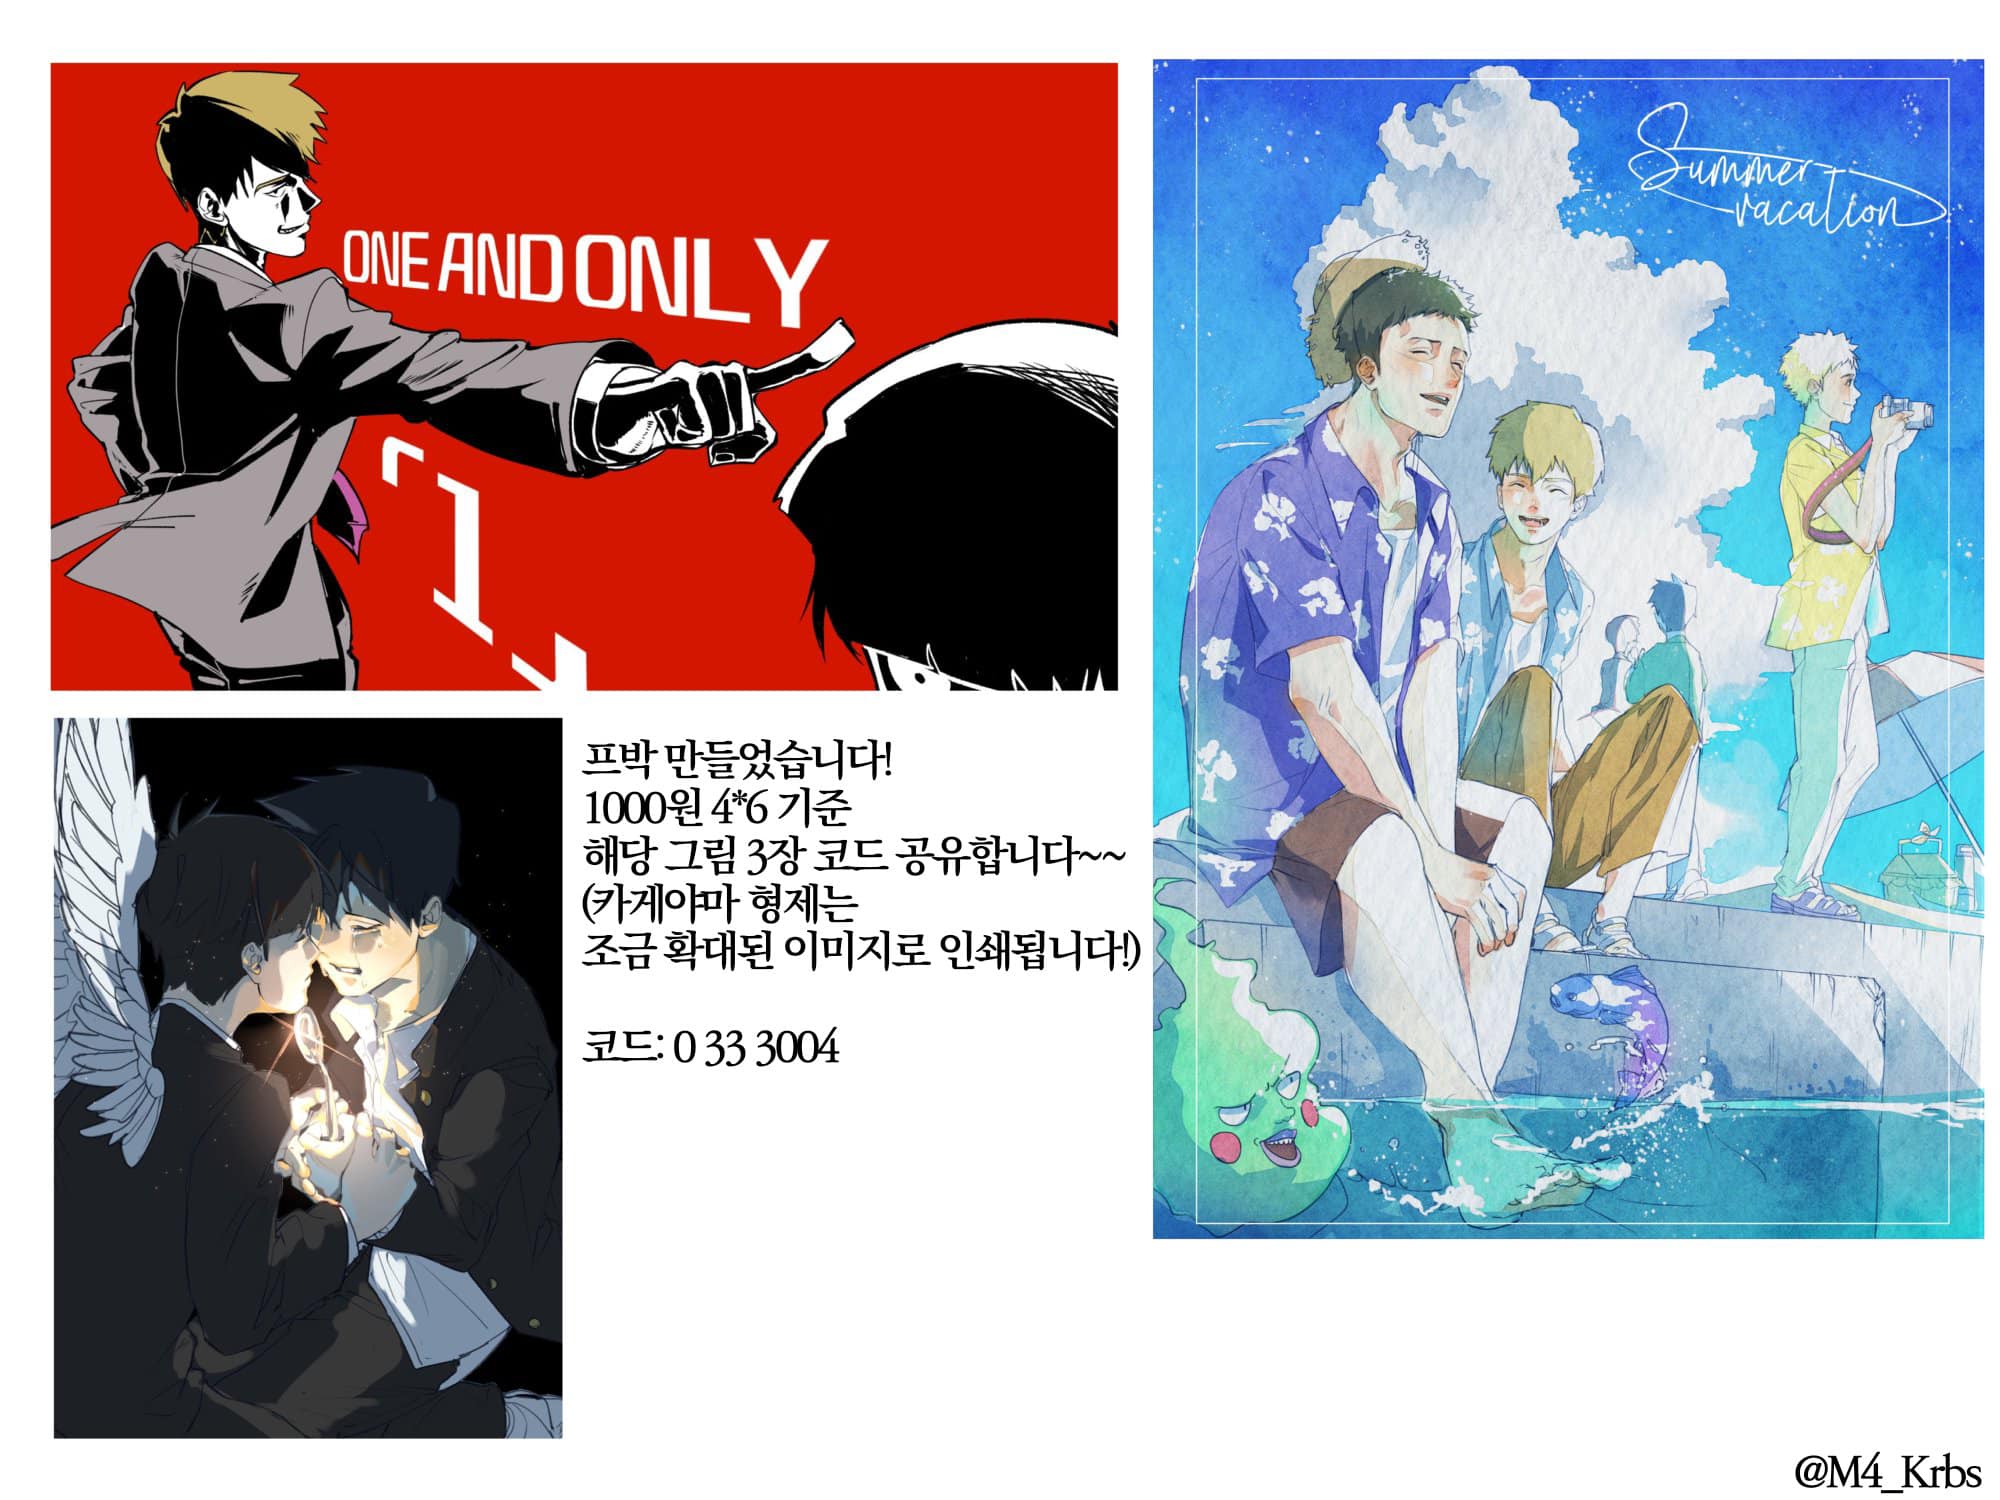 ONE AND ONLY
Summer
vacation
프박 만들었습니다!
1000원 4*6 기준
해당 그림 3장 코드 공유합니다~~
(카게야마 형제는
조금 확대된 이미지로 인쇄됩니다!)
코드: 0 33 3004
@M4_Krbs